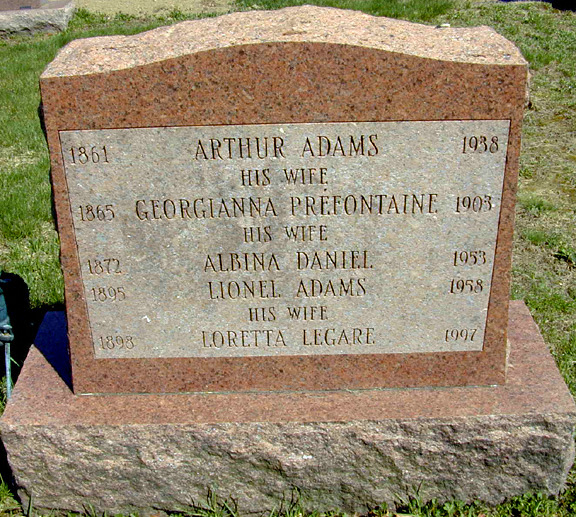 1861 ARTHUR ADAMS 1938
HIS WIFE
1865 GEORGIANNA PRÉFONTAINE 1903
HIS WIFE
1872 ALBINA DANIEL 1953
1895 LIONEL ADAMS 1958
HIS WIFE
1898 LORETTA LEGARE 1997